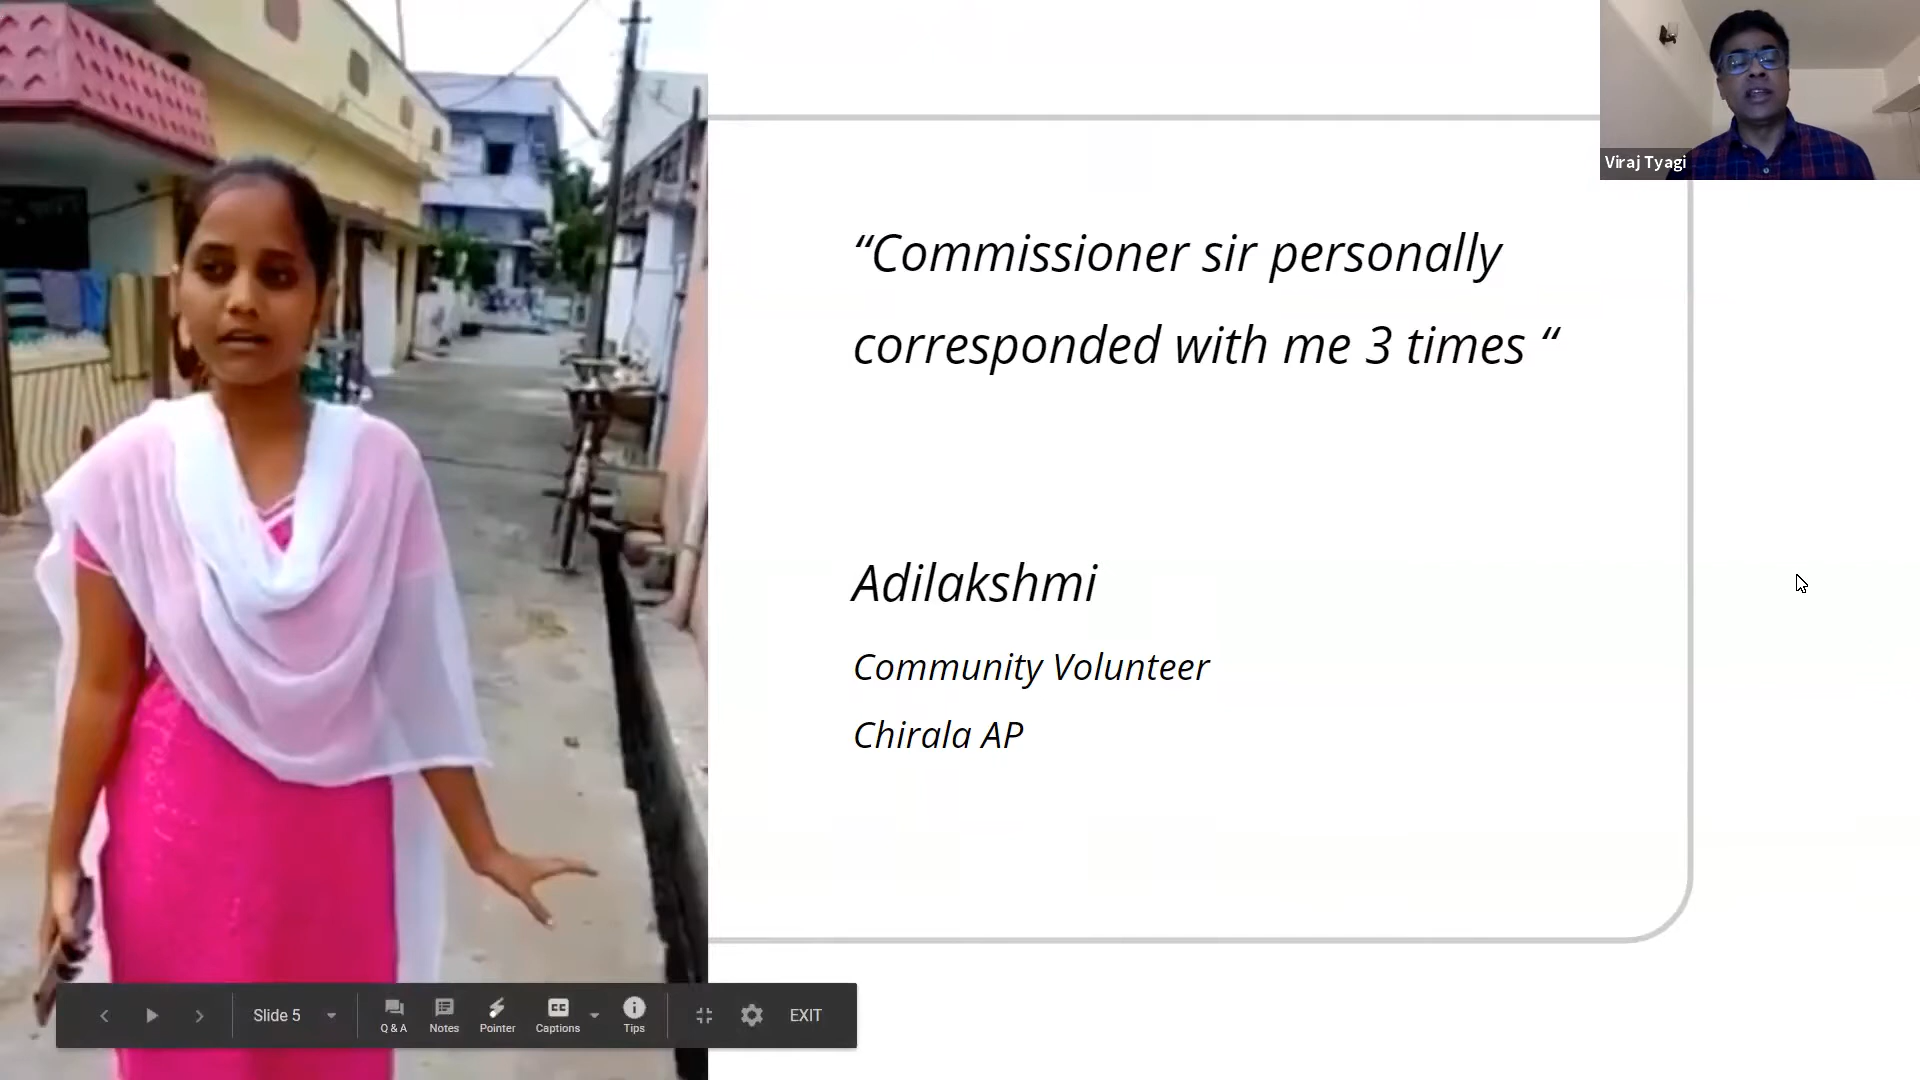 Viraj Tyagi
“Commissioner sir personally
corresponded with me 3 times “
Adilakshmi
Community Volunteer
Chirala AP
Slide 5
Q & A
Notes
Pointer
CC
Captions
Tips
EXIT